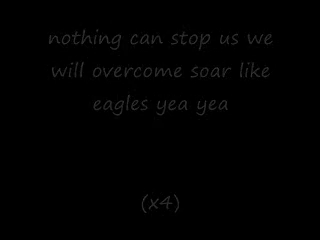 nothing can stop us we
will overcome soar like
eagles yea yea
(x4)